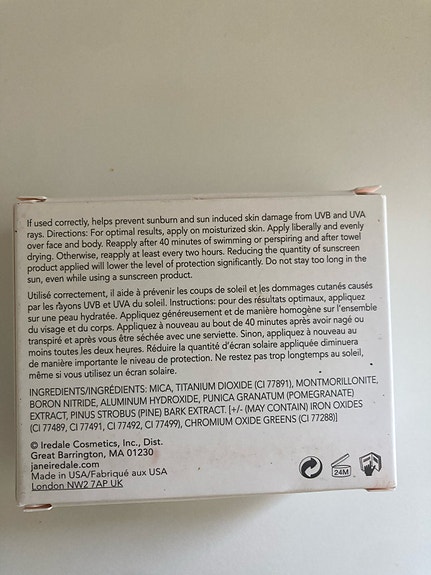 If used correctly, helps prevent sunburn and sun induced skin damage from UVB and UVA
rays. Directions: For optimal results, apply on moisturized skin. Apply liberally and evenly
over face and body. Reapply after 40 minutes of swimming or perspiring and after towel
drying. Otherwise, reapply at least every two hours. Reducing the quantity of sunscreen
product applied will lower the level of protection significantly. Do not stay too long in the
sun, even while using a sunscreen product.
Utilisé correctement, il aide à prévenir les coups de soleil et les dommages cutanés causés
par les rayons UVB et UVA du soleil. Instructions: pour des résultats optimaux, appliquez
sur une peau hydratée. Appliquez généreusement et de manière homogène sur l'ensemble
du visage et du corps. Appliquez à nouveau au bout de 40 minutes après avoir nagé ou
transpiré et après vous être séchée avec une serviette. Sinon, appliquez à nouveau au
moins toutes les deux heures. Réduire la quantité d'écran solaire appliquée diminuera
de manière importante le niveau de protection. Ne restez pas trop longtemps au soleil,
même si vous utilisez un écran solaire.
INGREDIENTS/INGRÉDIENTS: MICA, TITANIUM DIOXIDE (CI 77891), MONTMORILLONITE,
BORON NITRIDE, ALUMINUM HYDROXIDE, PUNICA GRANATUM (POMEGRANATE)
EXTRACT, PINUS STROBUS (PINE) BARK EXTRACT. [+/- (MAY CONTAIN) IRON OXIDES
(CI 77489, CI 77491, CI 77492, CI 77499), CHROMIUM OXIDE GREENS (CI 77288)]
© Iredale Cosmetics, Inc., Dist.
Great Barrington, MA 01230
janeiredale.com
Made in USA/Fabriqué aux USA
London NW2 7AP UK
24M